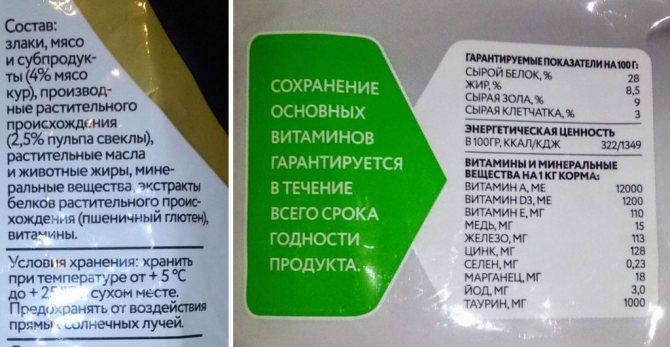 Состав:
злаки, мясо
и субпродук-
ты (4% мясо
кур), производ-
ные растительного
происхождения
(2,5% пульпа свеклы),
растительные масла
и животные жиры, мине-
ральные вещества, экстракты
белков растительного проис-
хождения (пшеничный глютен),
витамины.
Условия хранения: хранить
при температуре от + 5 °C
до + 25 сухом месте.
Предохранять от воздействия
прямых солнечных лучей.
СОХРАНЕНИЕ
ОСНОВНЫХ
ВИТАМИНОВ
ГАРАНТИРУЕТСЯ
В ТЕЧЕНИЕ
ВСЕГО СРОКА
ГОДНОСТИ
ПРОДУКТА.
ГАРАНТИРУЕМЫЕ ПОКАЗАТЕЛИ НА 100 Г:
СЫРОЙ БЕЛОК, % 28
ЖИР, % 8,5
СЫРАЯ ЗОЛА, % 9
СЫРАЯ КЛЕТЧАТКА, % 3
ЭНЕРГЕТИЧЕСКАЯ ЦЕННОСТЬ
В 100ГР, ККАЛ/КДЖ 322/1349
ВИТАМИНЫ И МИНЕРАЛЬНЫЕ
ВЕЩЕСТВА НА 1 КГ КОРМА:
ВИТАМИН А, МЕ 12000
ВИТАМИН D3, МЕ 1200
ВИТАМИН Е, МГ 110
МЕДЬ, МГ 15
ЖЕЛЕЗО, МГ 113
ЦИНК, МГ 128
СЕЛЕН, МГ 0,23
МАРГАНЕЦ, МГ 18
ЙОД, МГ 3,0
ТАУРИН, МГ 1000